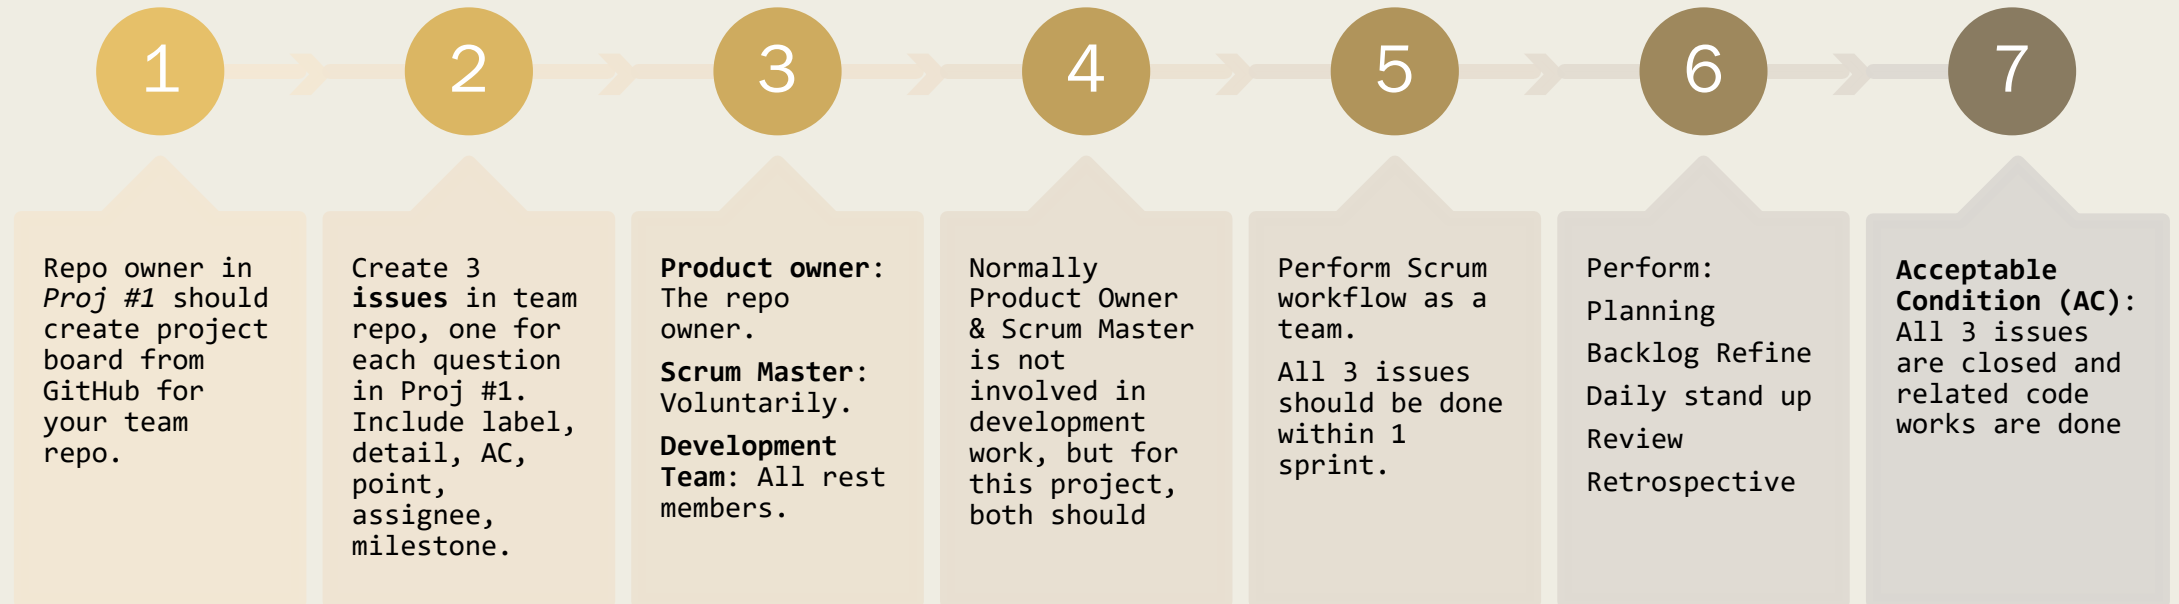 1
2
3
4
5
6
7
Repo owner in
Proj #1 should
create project
board from
GitHub for
your team
repo.
Create 3
issues in team
repo, one for
each question
in Proj #1.
Include label,
detail, AC,
point,
assignee,
milestone.
Product owner:
The repo
owner.
Scrum Master:
Voluntarily.
Development
Team: All rest
members.
Normally
Product Owner
& Scrum Master
is not
involved in
development
work, but for
this project,
both should
Perform Scrum
workflow as a
team.
All 3 issues
should be done
within 1
sprint.
Perform:
Planning
Backlog Refine
Daily stand up
Review
Retrospective
Acceptable
Condition (AC):
All 3 issues
are closed and
related code
works are done